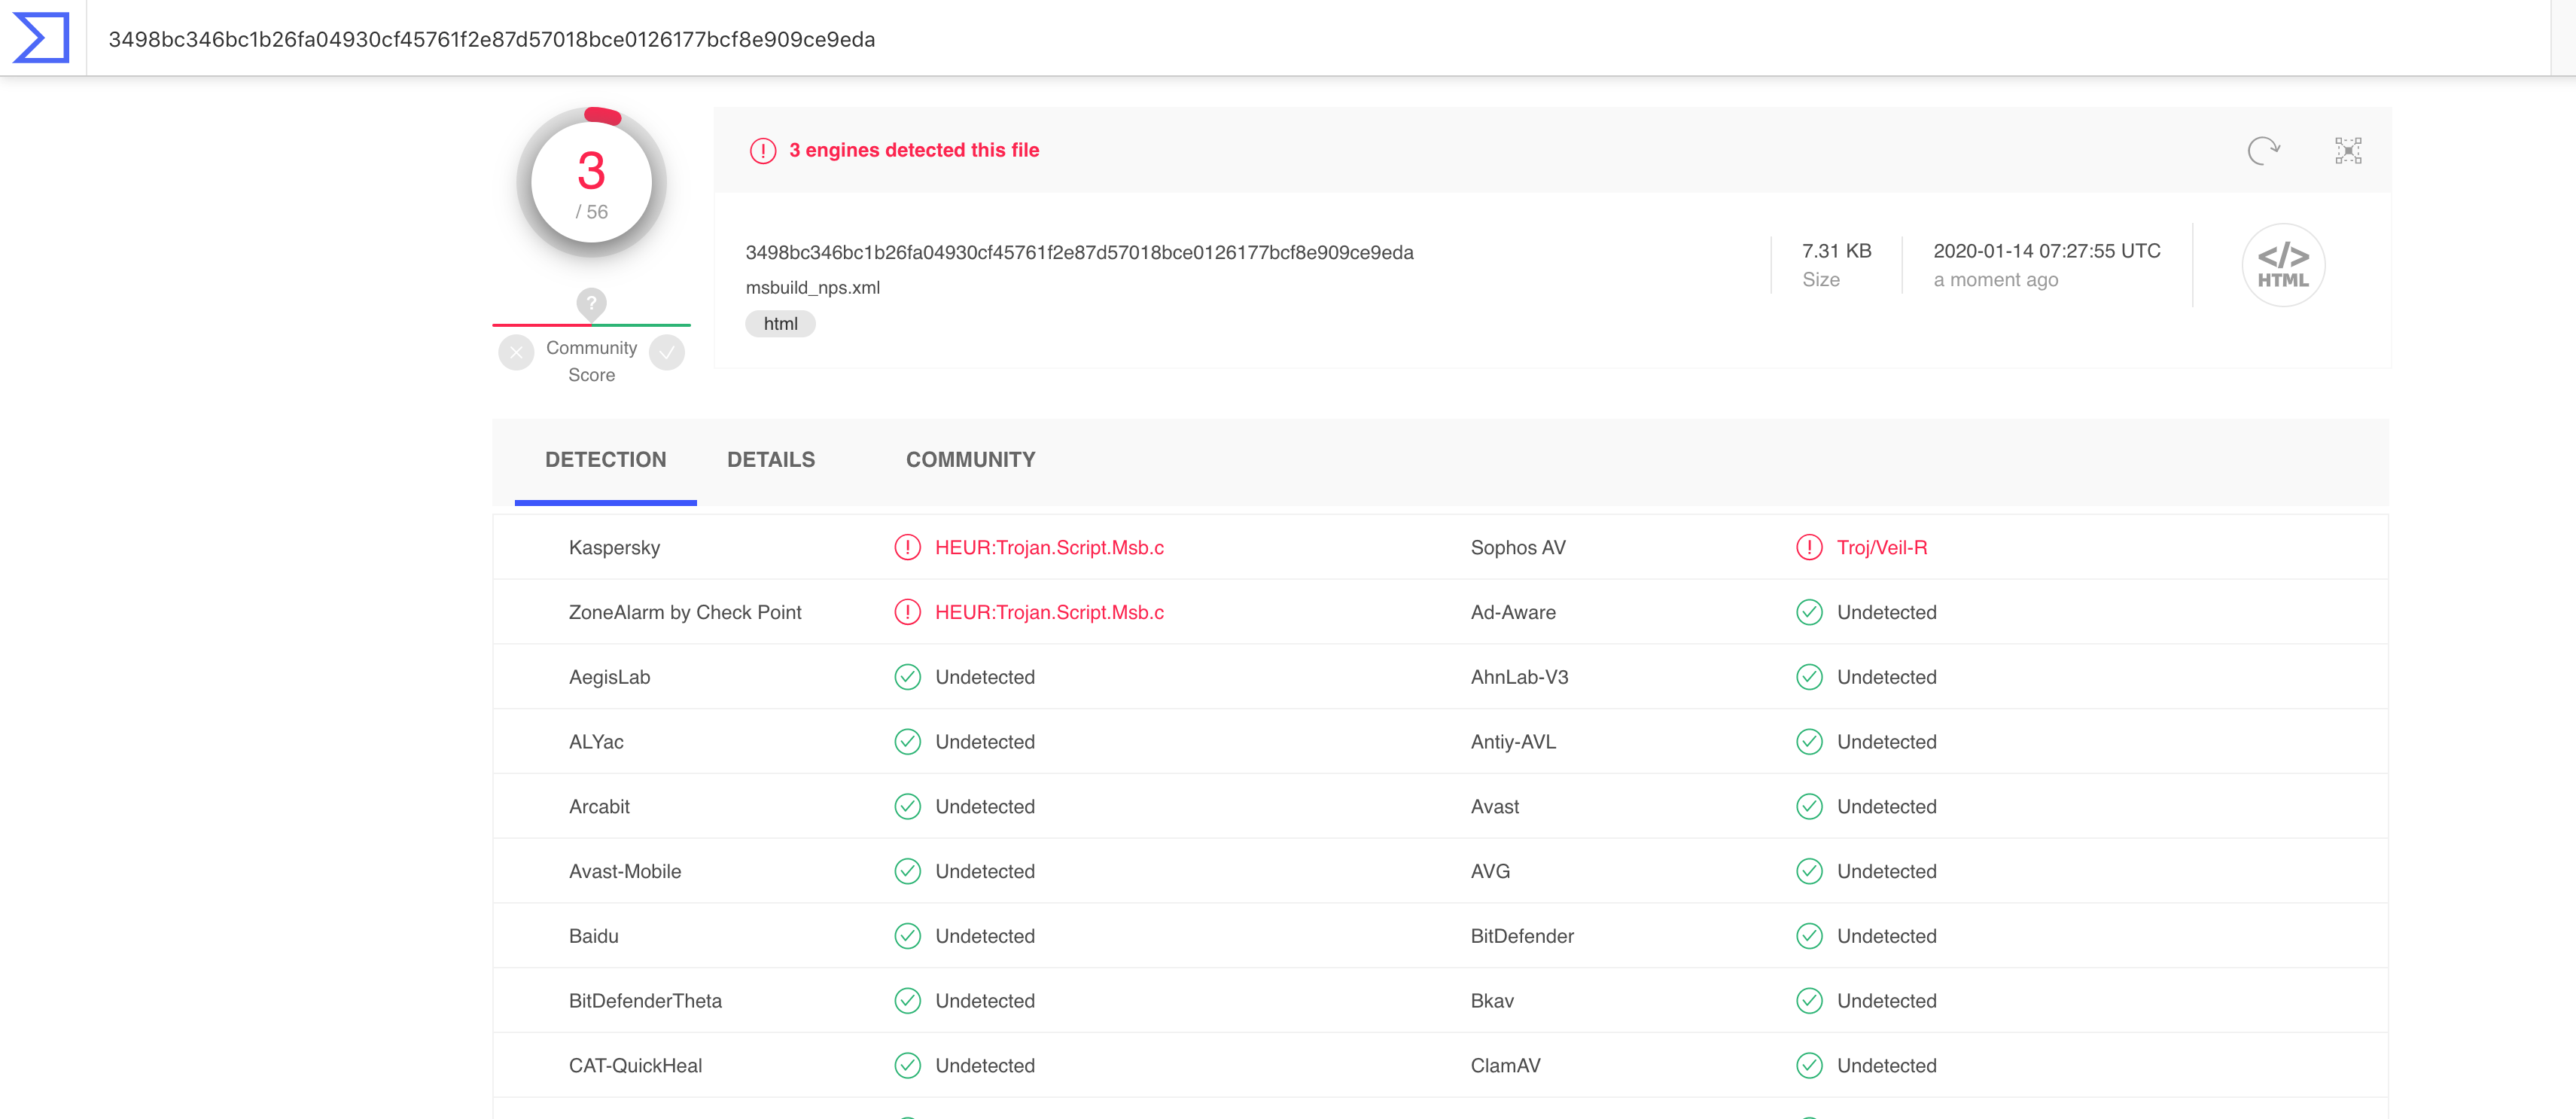 3498bc346bc1b26fa04930cf45761f2e87d57018bce0126177bcf8e909ce9eda
3
/ 56
?
Community
Score
3 engines detected this file
3498bc346bc1b26fa04930cf45761f2e87d57018bce0126177bcf8e909ce9eda
msbuild_nps.xml
html
7.31 KB
Size
2020-01-14 07:27:55 UTC
a moment ago
</>
HTML
DETECTION DETAILS COMMUNITY
Kaspersky HEUR:Trojan.Script.Msb.c Sophos AV Troj/Veil-R
ZoneAlarm by Check Point HEUR:Trojan.Script.Msb.c Ad-Aware Undetected
AegisLab Undetected AhnLab-V3 Undetected
ALYac Undetected Antiy-AVL Undetected
Arcabit Undetected Avast Undetected
Avast-Mobile Undetected AVG Undetected
Baidu Undetected BitDefender Undetected
BitDefenderTheta Undetected Bkav Undetected
CAT-QuickHeal Undetected ClamAV Undetected